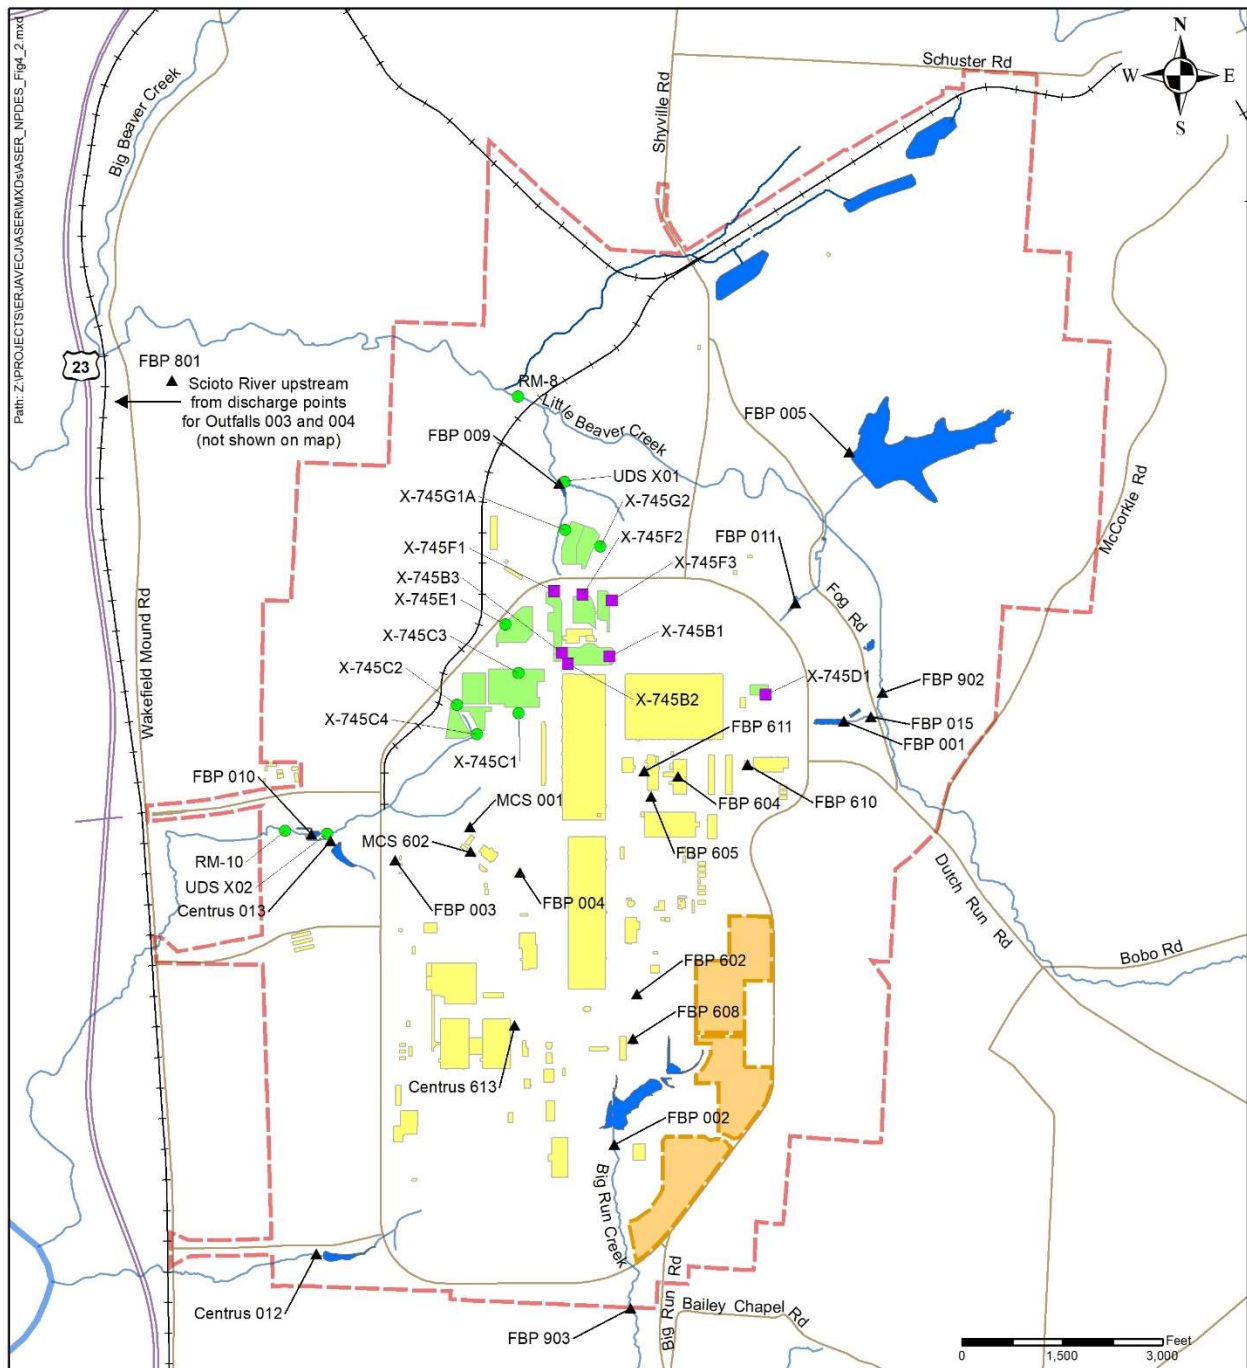 Path: Z:\PROJECTS\ERJAVECJ\ASER\MXDs\ASER_NPDES_Fig4_2.mxd
N
W
E
S
Schuster Rd
Shyville Rd
Big Beaver Creek
23
FBP 801
Scioto River upstream
from discharge points
for Outfalls 003 and 004
(not shown on map)
RM-8
Little Beaver Creek
FBP 005
FBP 009
UDS X01
X-745G1A
X-745G2
McCorkle Rd
X-745F1
X-745F2
FBP 011
X-745B3
X-745F3
X-745E1
Fog Rd
Wakefield Mound Rd
X-745C3
X-745B1
X-745C2
X-745D1
FBP 902
X-745B2
X-745C4
FBP 015
FBP 611
FBP 001
X-745C1
FBP 010
MCS 001
FBP 604
FBP 610
MCS 602
FBP 605
RM-10
UDS X02
Centrus 013
FBP 003
FBP 004
Dutch Run Rd
Bobo Rd
FBP 602
FBP 608
Centrus 613
FBP 002
Big Run Creek
Big Run Rd
Centrus 012
Bailey Chapel Rd
FBP 903
Feet
0 1,500 3,000